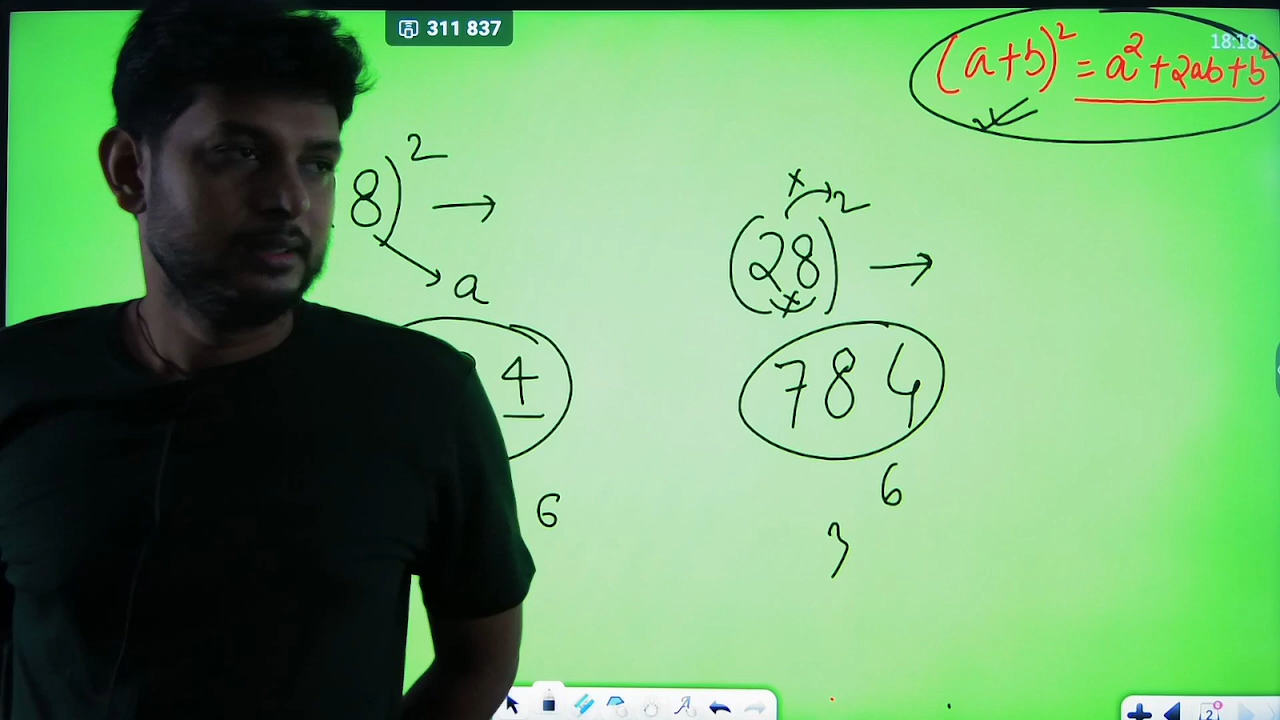 311 837
18:18
(a+b)² = a²+2ab+b²
8)² →
a
4
6
x
(28)² →
x
784
6
3
2